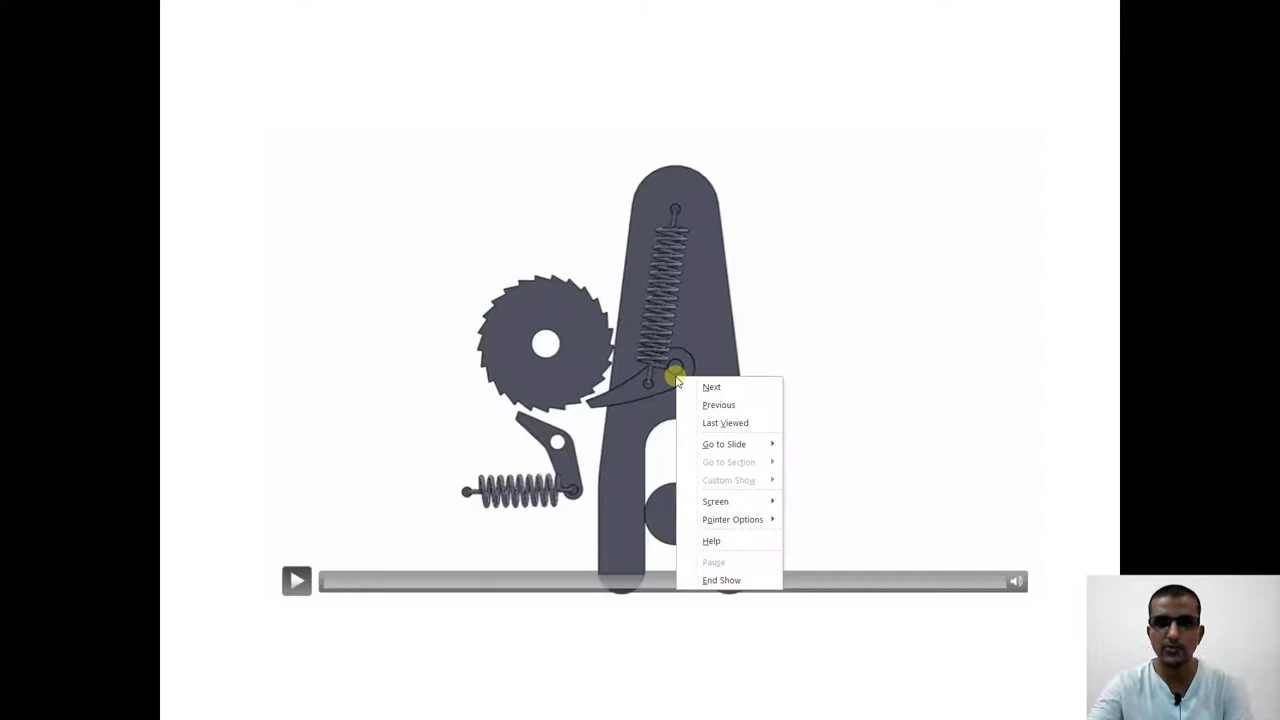 Next
Previous
Last Viewed
Go to Slide
Go to Section
Custom Show
Screen
Pointer Options
Help
Pause
End Show